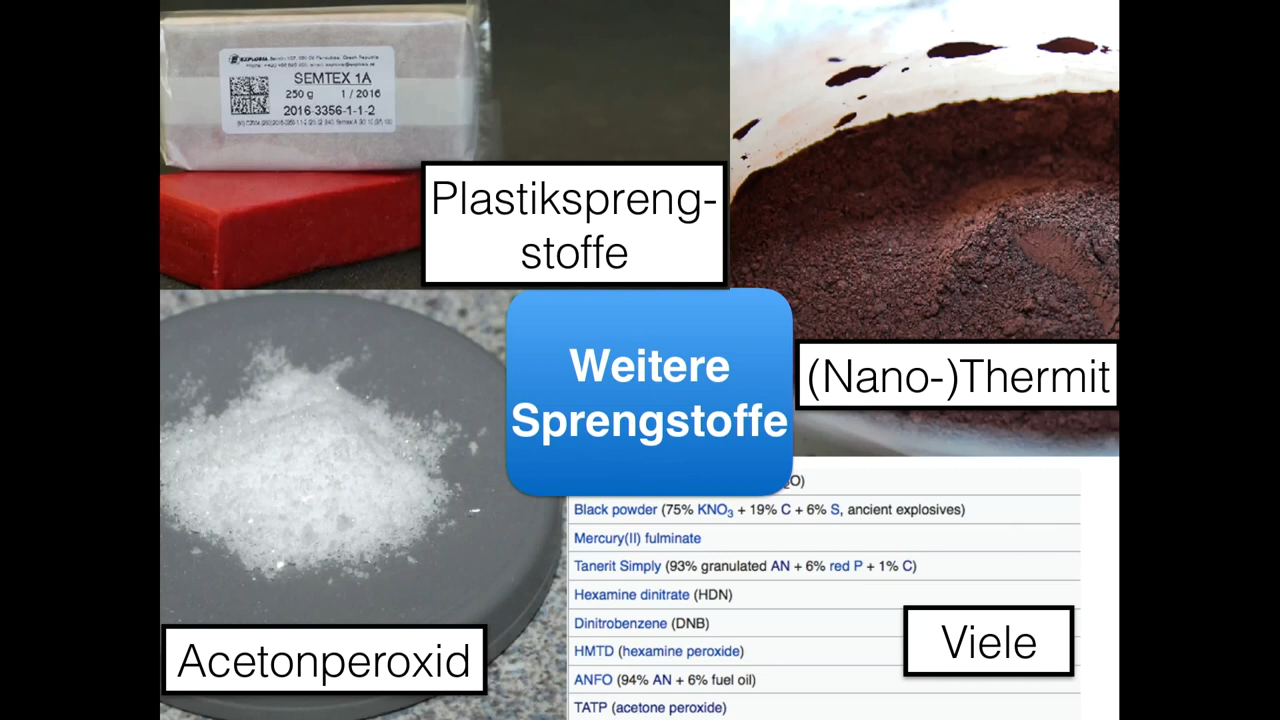 EXPLOSIA
SEMTEX 1A
250 g 1 / 2016
2016-3356-1-1-2
Plastikspreng-
stoffe
(Nano-)Thermit
Weitere
Sprengstoffe
O)
Black powder (75% KNO₃ + 19% C + 6% S, ancient explosives)
Mercury(II) fulminate
Tanerit Simply (93% granulated AN + 6% red P + 1% C)
Hexamine dinitrate (HDN)
Dinitrobenzene (DNB)
HMTD (hexamine peroxide)
ANFO (94% AN + 6% fuel oil)
TATP (acetone peroxide)
Viele
Acetonperoxid